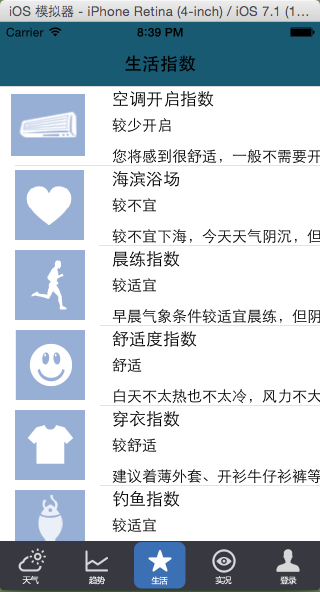 iOS 模拟器 - iPhone Retina (4-inch) / iOS 7.1 (1...
Carrier 8:39 PM
生活指数
空调开启指数
较少开启
您将感到很舒适，一般不需要开
海滨浴场
较不宜
较不宜下海，今天天气阴沉，但
晨练指数
较适宜
早晨气象条件较适宜晨练，但阴
舒适度指数
舒适
白天不太热也不太冷，风力不大
穿衣指数
较舒适
建议着薄外套、开衫牛仔衫裤等
钓鱼指数
较适宜
天气 趋势 生活 实况 登录